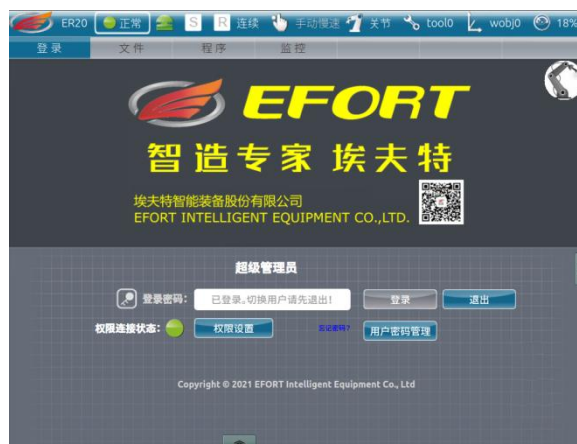 ER20 正常 S R 连续 手动慢速 关节 tool0 wobj0 18%
登录 文件 程序 监控
EFORT
智造专家 埃夫特
埃夫特智能装备股份有限公司
EFORT INTELLIGENT EQUIPMENT CO.,LTD.
超级管理员
登录密码: 已登录。切换用户请先退出! 登录 退出
权限连接状态: 权限设置 忘记密码? 用户密码管理
Copyright © 2021 EFORT Intelligent Equipment Co., Ltd